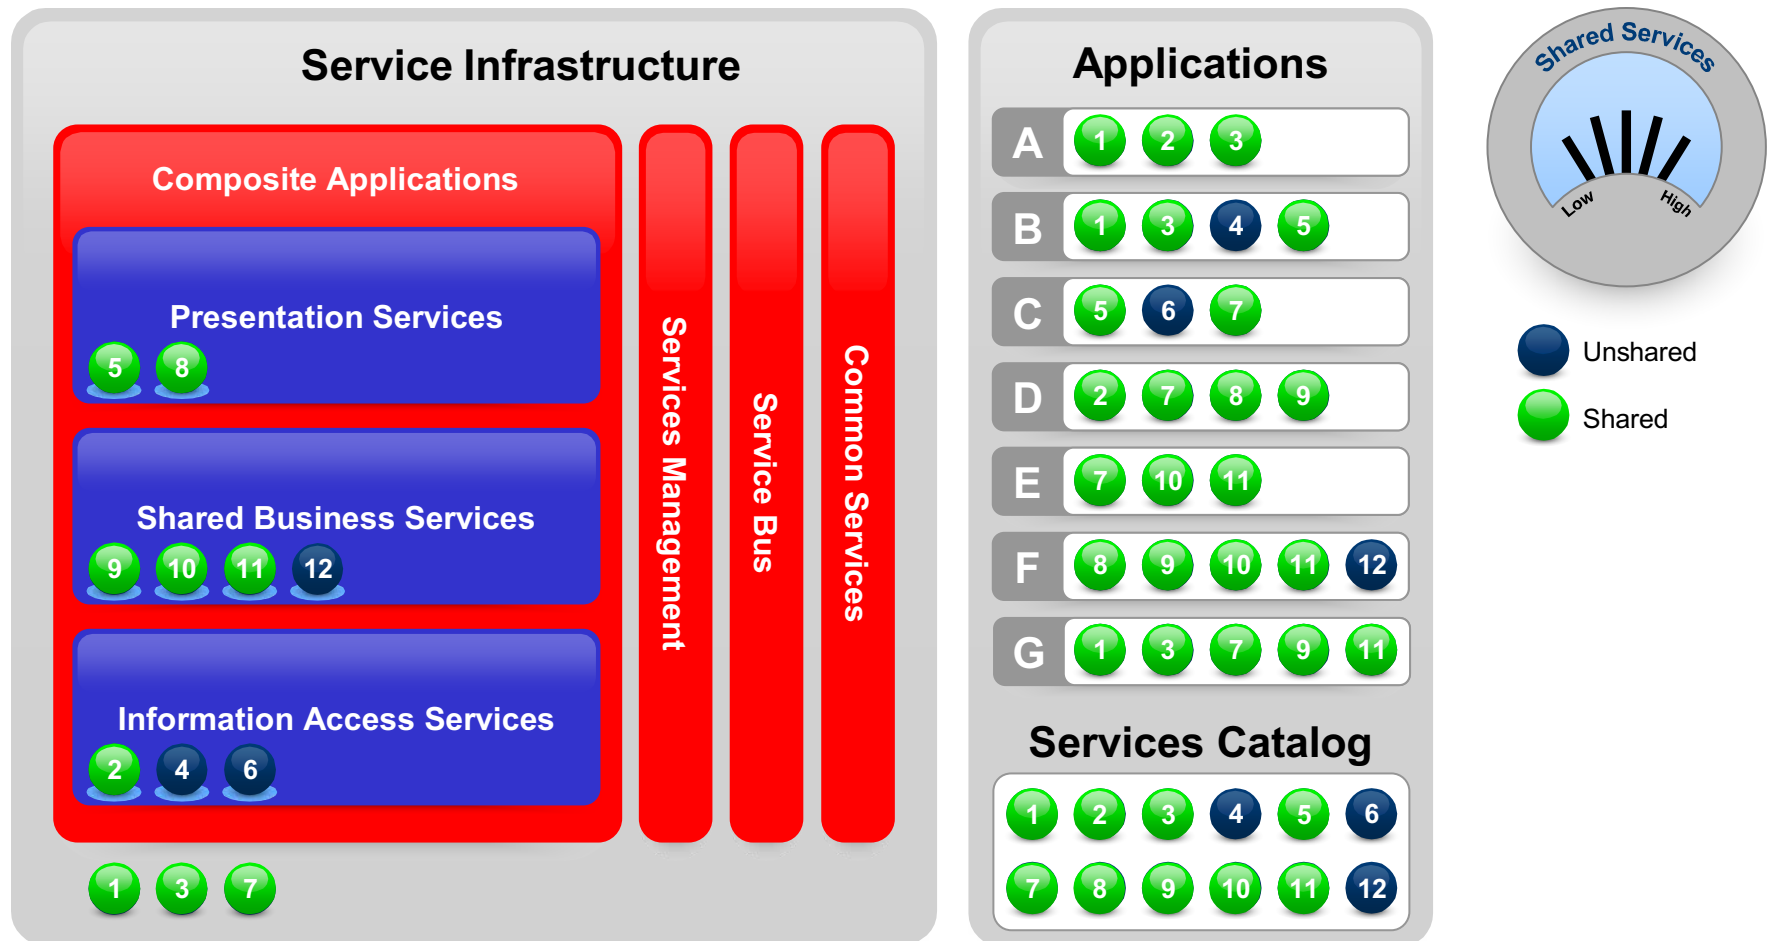 Service Infrastructure
Composite Applications
Presentation Services
5 8
Shared Business Services
9 10 11 12
Information Access Services
2 4 6
1 3 7
Services Management
Service Bus
Common Services
Applications
A 1 2 3
B 1 3 4 5
C 5 6 7
D 2 7 8 9
E 7 10 11
F 8 9 10 11 12
G 1 3 7 9 11
Services Catalog
1 2 3 4 5 6
7 8 9 10 11 12
Shared Services
Low High
Unshared
Shared